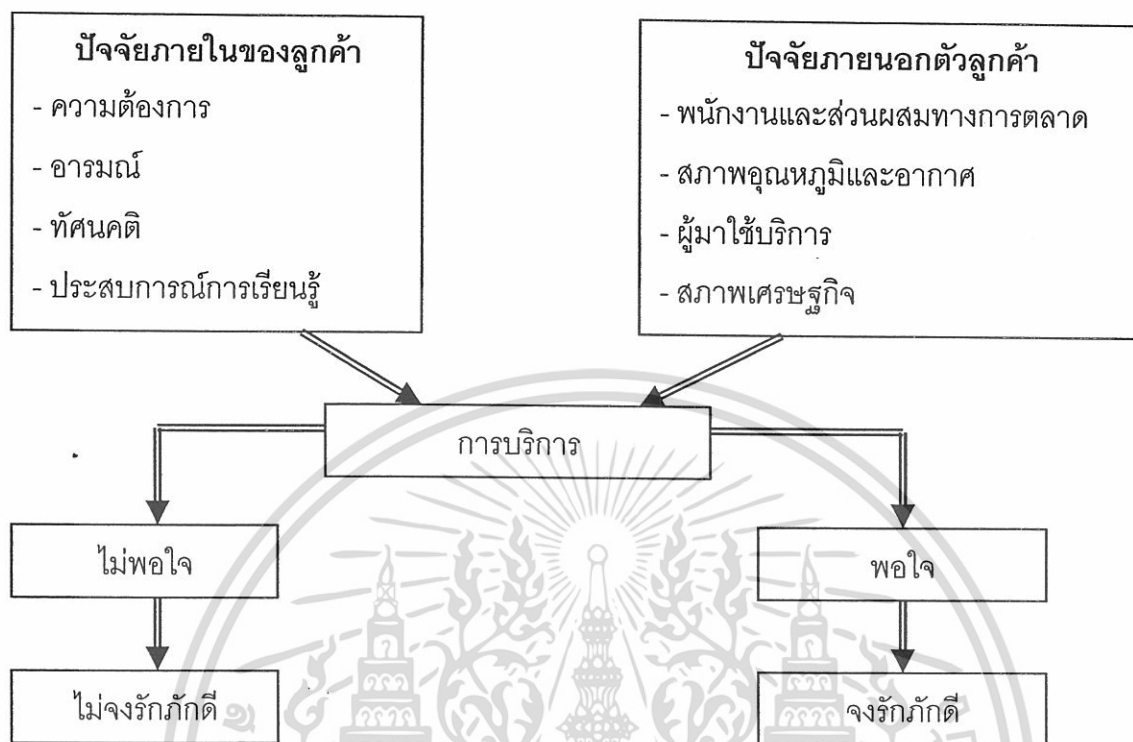 ปัจจัยภายในของลูกค้า
- ความต้องการ
- อารมณ์
- ทัศนคติ
- ประสบการณ์การเรียนรู้
ปัจจัยภายนอกตัวลูกค้า
- พนักงานและส่วนผสมทางการตลาด
- สภาพอุณหภูมิและอากาศ
- ผู้มาใช้บริการ
- สภาพเศรษฐกิจ
การบริการ
ไม่พอใจ
พอใจ
ไม่จงรักภักดี
จงรักภักดี